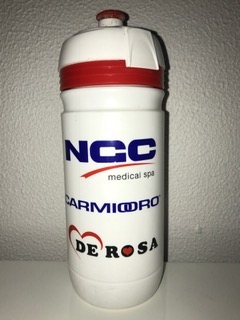 NGC
medical spa
CARMIOORO
DE ROSA